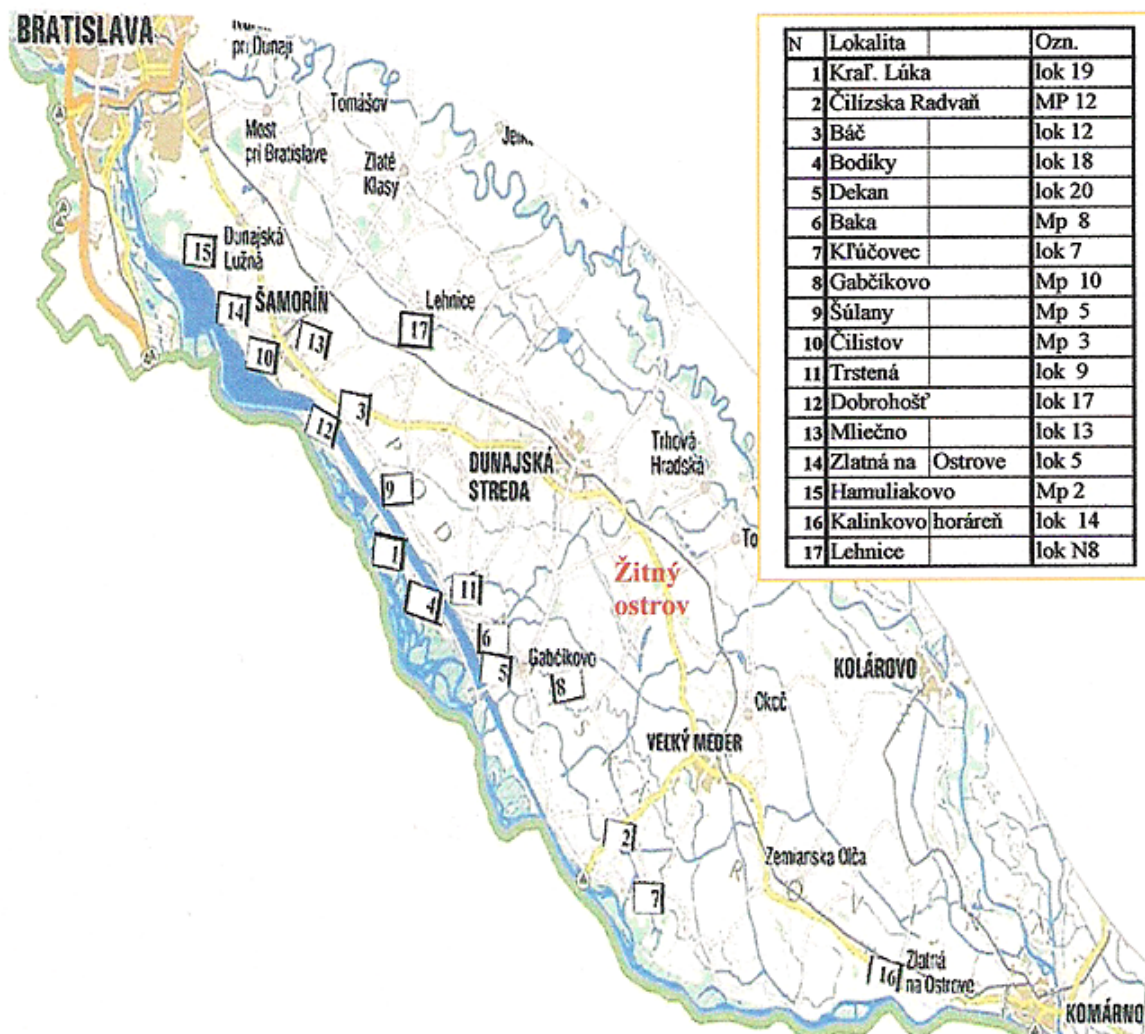 BRATISLAVA
pri Dunaji
Tomášov
Most
pri Bratislave
Zlaté
Klasy
Dunajská
Lužná
15
14
ŠAMORÍN
10
13
Lehnice
17
12
3
P
O
D
DUNAJSKÁ
STREDA
Trhová
Hradská
9
1
4
11
6
5
Gabčíkovo
8
S
Žitný
ostrov
KOLÁROVO
Okoč
VEĽKÝ MEDER
2
7
Zemianska Olča
R
O
V
16
Zlatná
na Ostrove
KOMÁRNO
N Lokalita Ozn.
1 Kraľ. Lúka lok 19
2 Čilízska Radvaň MP 12
3 Báč lok 12
4 Bodíky lok 18
5 Dekan lok 20
6 Baka Mp 8
7 Kľúčovec lok 7
8 Gabčíkovo Mp 10
9 Šúlany Mp 5
10 Čilistov Mp 3
11 Trstená lok 9
12 Dobrohošť lok 17
13 Mliečno lok 13
14 Zlatná na Ostrove lok 5
15 Hamuliakovo Mp 2
16 Kalinkovo horáreň lok 14
17 Lehnice lok N8